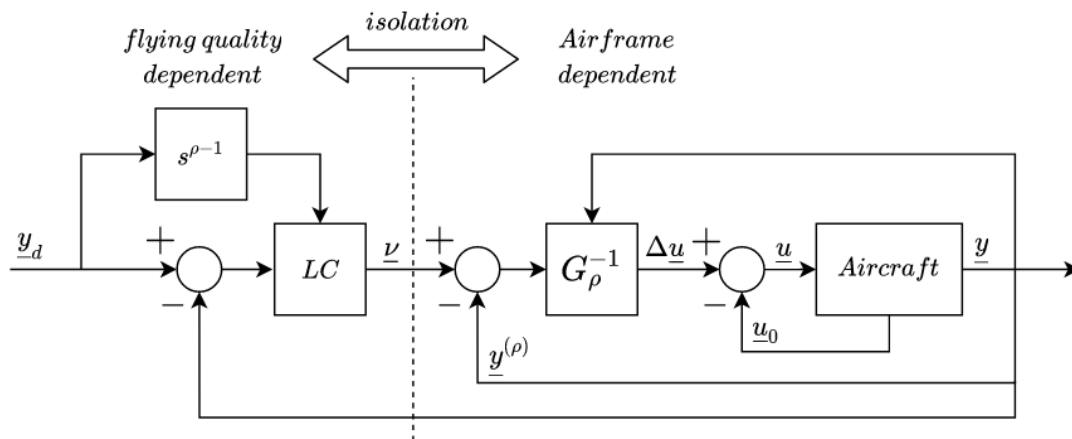 isolation
flying quality
dependent
Airframe
dependent
s^{ρ−1}
y_d
+
−
LC
ν
+
−
G_ρ^{−1}
Δu
+
−
u
Aircraft
y
u_0
y^{(ρ)}